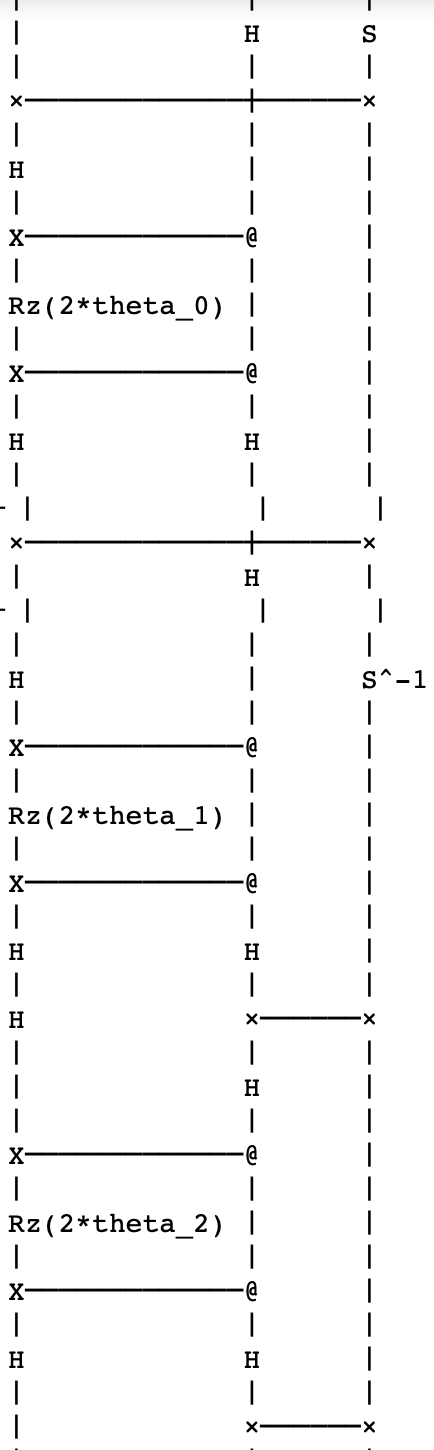 H S
×───┼───×
H
X───@
Rz(2*theta_0)
X───@
H H
×───┼───×
H
H S^-1
X───@
Rz(2*theta_1)
X───@
H H
H ×───×
H
X───@
Rz(2*theta_2)
X───@
H H
×───×